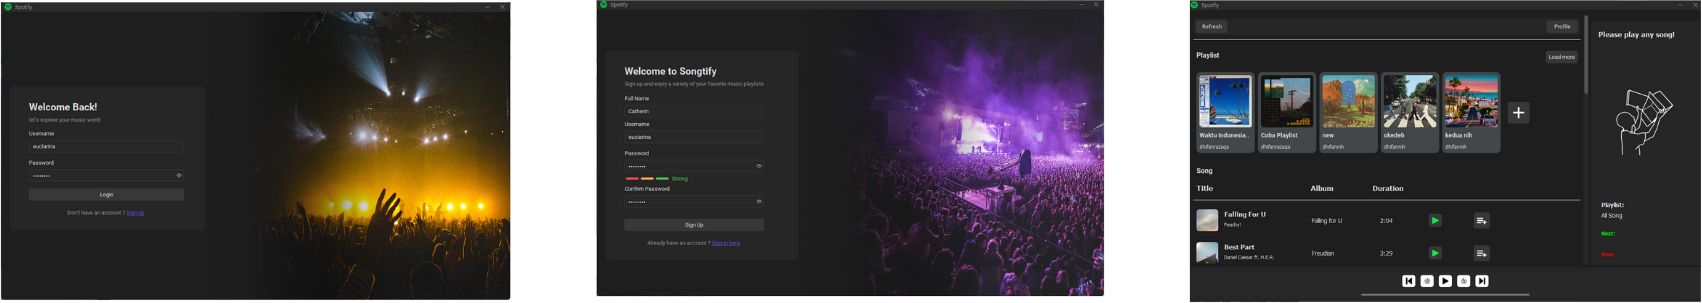 Spotify
Welcome Back!
let's explore your music world
Username
euclarina
Password
Login
Don't have an account ? Sign up
Spotify
Welcome to Songtify
Sign up and enjoy a variety of your favorite music playlists
Full Name
Catherin
Username
euclarina
Password
Strong
Confirm Password
Sign Up
Already have an account ? Sign in here
Spotify
Refresh
Profile
Playlist
Load more
Waktu Indonesia..
dhifanrazaqa
Coba Playlist
dhifanrazaqa
new
dhifannh
okedeh
dhifannh
kedua nih
dhifannh
Song
Title Album Duration
Falling For U
Peachy!
Falling for U
2:04
Best Part
Daniel Caesar ft. H.E.R.
Freudian
3:29
Please play any song!
Playlist:
All Song
Next:
Prev: